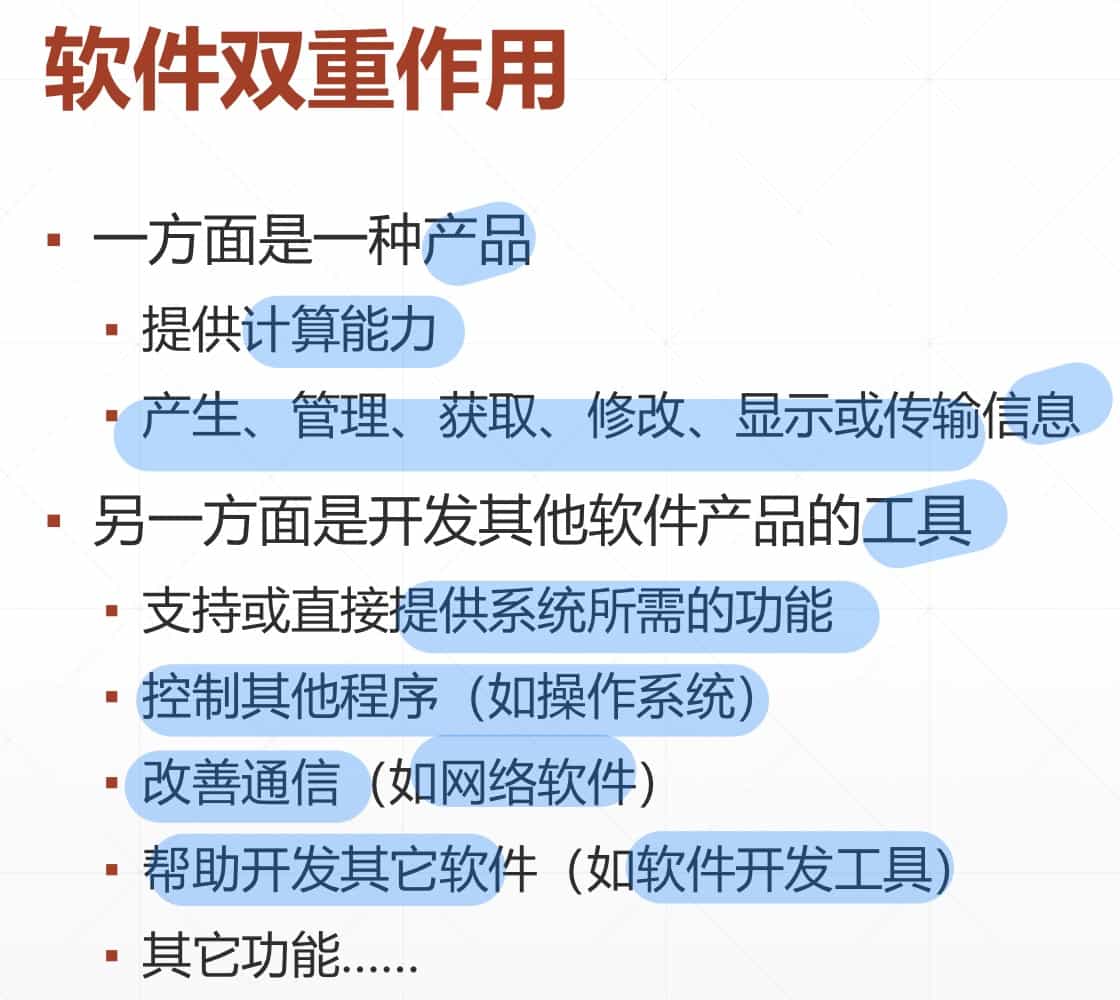 软件双重作用
▪ 一方面是一种产品
▪ 提供计算能力
▪ 产生、管理、获取、修改、显示或传输信息
▪ 另一方面是开发其他软件产品的工具
▪ 支持或直接提供系统所需的功能
▪ 控制其他程序（如操作系统）
▪ 改善通信（如网络软件）
▪ 帮助开发其它软件（如软件开发工具）
▪ 其它功能……